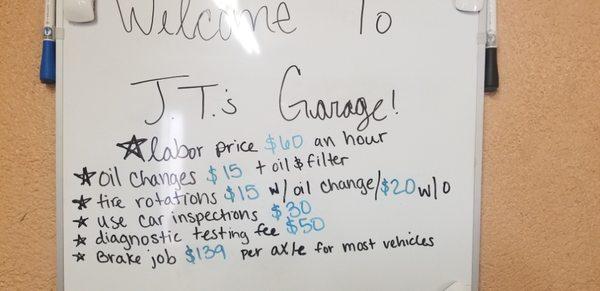 Welcome To
J.T.'s Garage!
★ labor price $60 an hour
★ oil changes $15 + oil & filter
★ tire rotations $15 w/ oil change/$20 w/o
★ use car inspections $30
★ diagnostic testing fee $50
★ Brake job $139 per axle for most vehicles